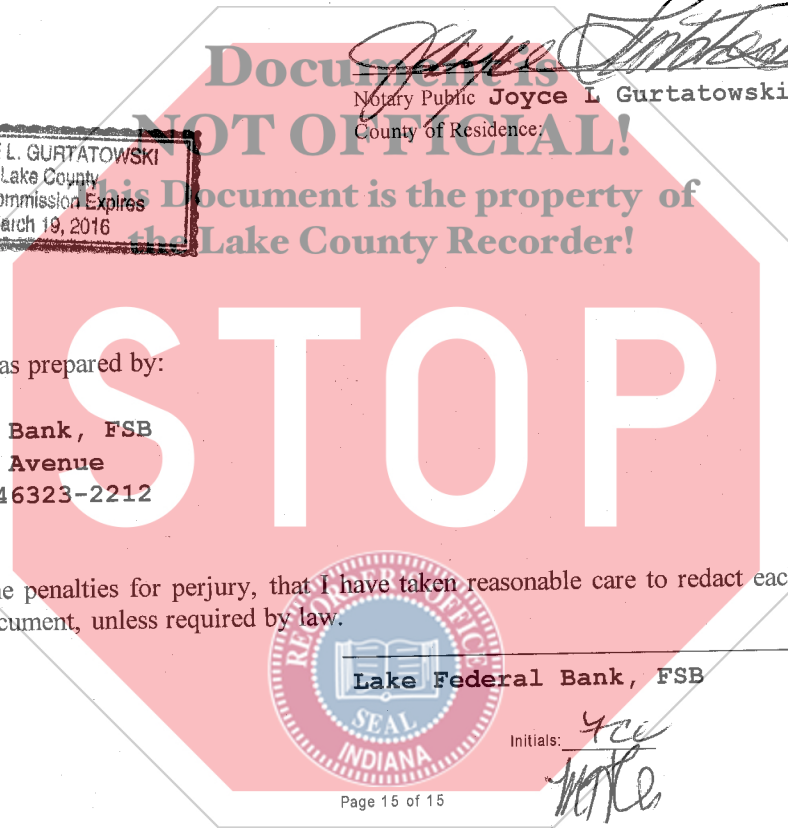 Document is
Notary Public Joyce L Gurtatowski
NOT OFFICIAL!
County of Residence:
L. GURTATOWSKI
Lake County
ommission Expires
arch 19, 2016
This Document is the property of
the Lake County Recorder!
STOP
as prepared by:
Bank, FSB
Avenue
46323-2212
e penalties for perjury, that I have taken reasonable care to redact eac
cument, unless required by law.
RECORDER'S OFFICE
SEAL
INDIANA
Lake Federal Bank, FSB
Initials:
Page 15 of 15